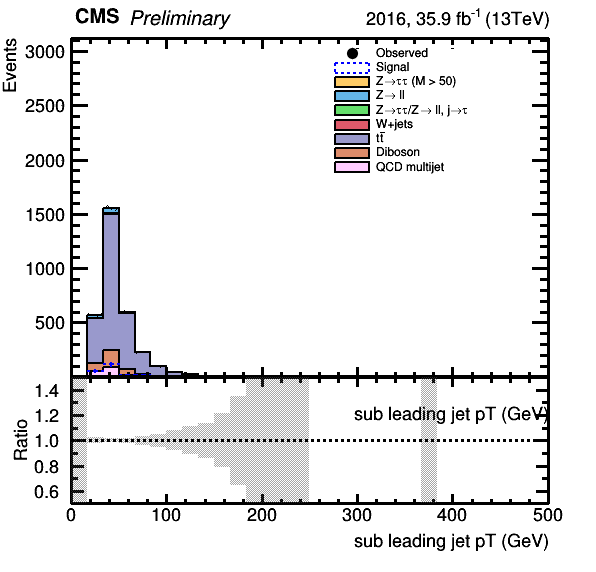 CMS Preliminary 2016, 35.9 fb⁻¹ (13TeV)
Events
3000
2500
2000
1500
1000
500
Observed
Signal
Z→ττ (M > 50)
Z→ ll
Z→ττ/Z→ ll, j→τ
W+jets
tt̄
Diboson
QCD multijet
Ratio
1.4
1.2
1.0
0.8
0.6
sub leading jet pT (GeV)
0 100 200 300 400 500
sub leading jet pT (GeV)